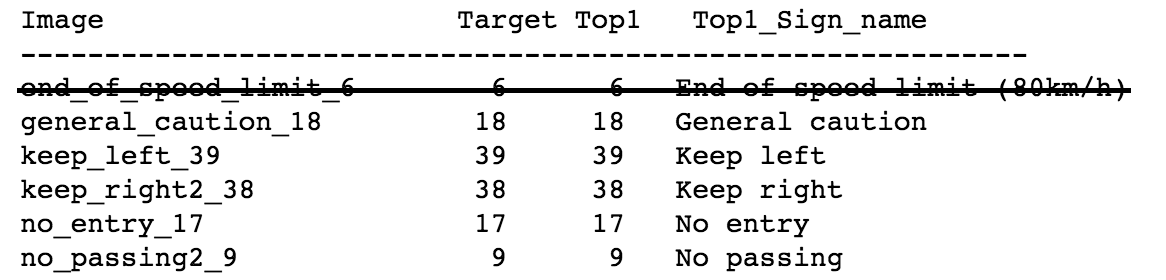 Image Target Top1 Top1_Sign_name
-------------------------------------------------------------
end_of_speed_limit_6 6 6 End of speed limit (80km/h)
general_caution_18 18 18 General caution
keep_left_39 39 39 Keep left
keep_right2_38 38 38 Keep right
no_entry_17 17 17 No entry
no_passing2_9 9 9 No passing